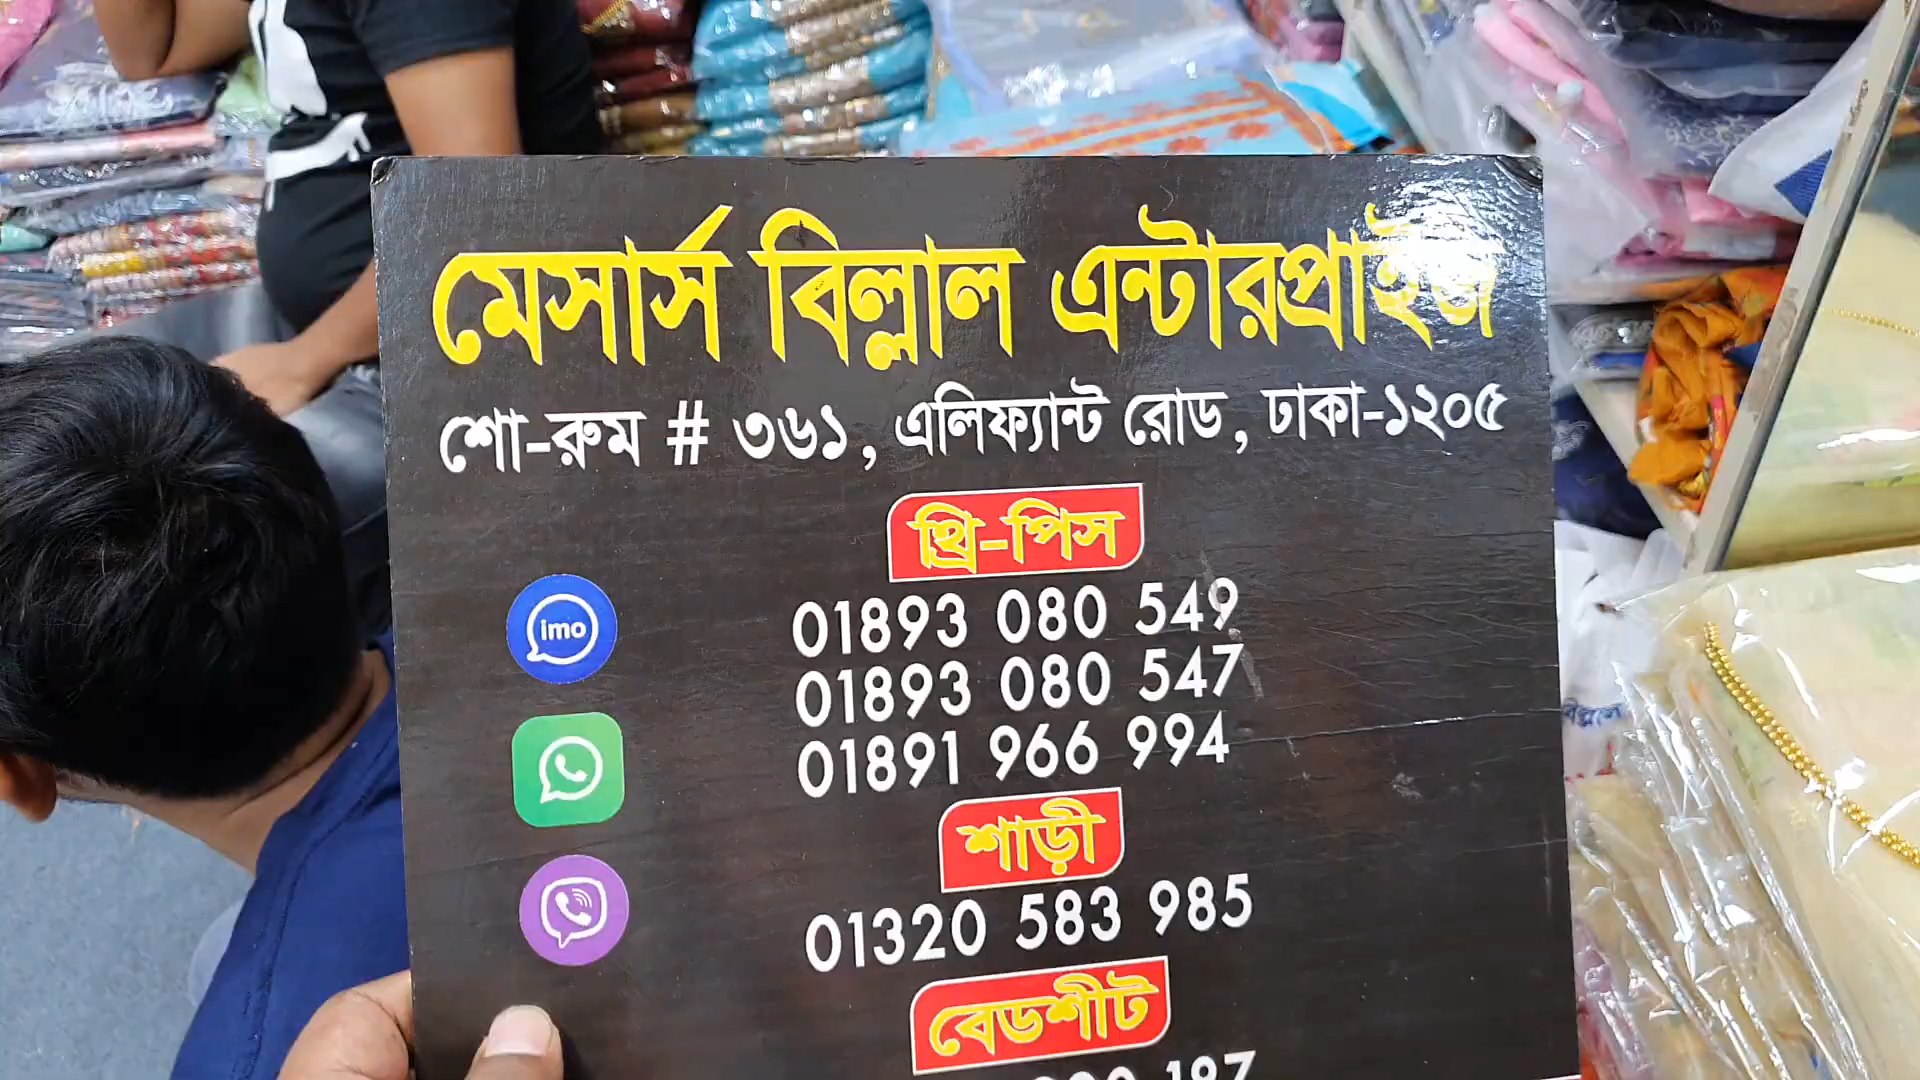 মেসার্স বিল্লাল এন্টারপ্রাইজ
শো-রুম # ৩৬১, এলিফ্যান্ট রোড, ঢাকা-১২০৫
থ্রি-পিস
imo
01893 080 549
01893 080 547
01891 966 994
শাড়ী
01320 583 985
বেডশীট
197